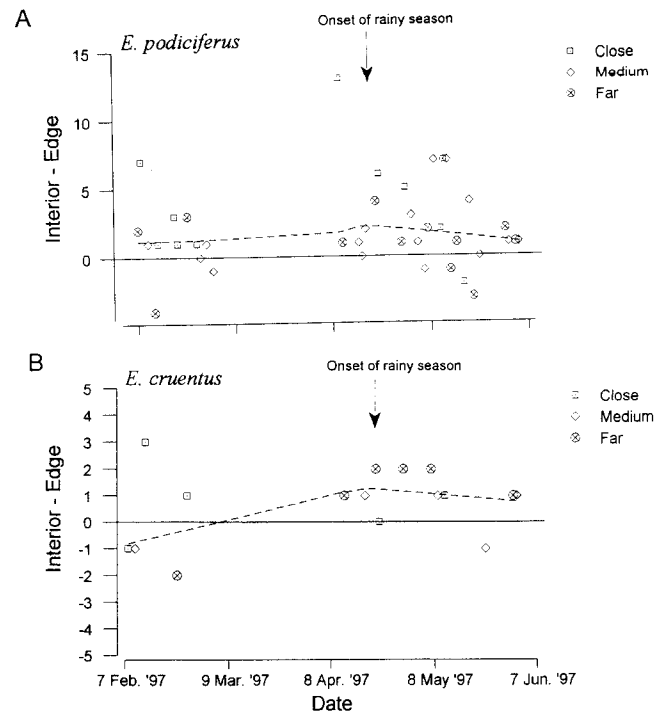 A
Onset of rainy season
E. podiciferus
Close
Medium
Far
15
10
5
0
Interior - Edge
B
Onset of rainy season
E. cruentus
Close
Medium
Far
5
4
3
2
1
0
-1
-2
-3
-4
-5
Interior - Edge
7 Feb. '97
9 Mar. '97
8 Apr. '97
8 May '97
7 Jun. '97
Date